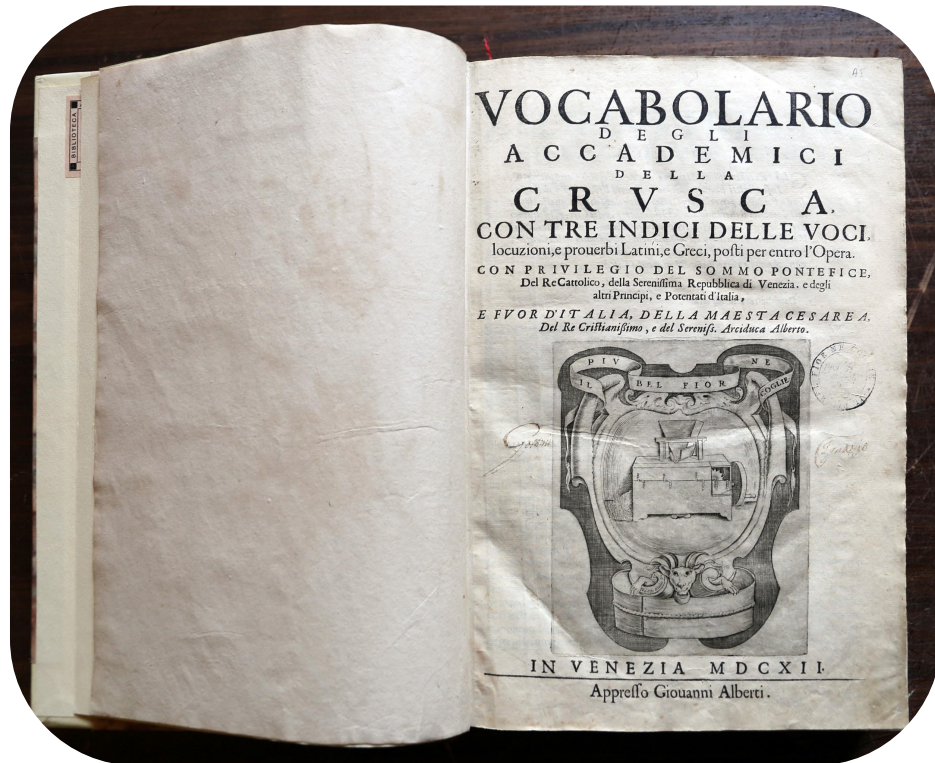 BIBLIOTECA
VOCABOLARIO
DEGLI
ACCADEMICI
DELLA
CRVSCA,
CON TRE INDICI DELLE VOCI,
locuzioni, e prouerbi Latini, e Greci, poſti per entro l'Opera.
CON PRIVILEGIO DEL SOMMO PONTEFICE,
Del Re Cattolico, della Sereniſſima Repubblica di Venezia, e degli
altri Principi, e Potentati d'Italia,
E FVOR D'ITALIA, DELLA MAESTA CESAREA,
Del Re Criſtianiſſimo, e del Sereniſſ. Arciduca Alberto.
PIV NE
IL BEL FIOR COGLIE
IN VENEZIA MDCXII.
Appreſſo Giouanni Alberti.